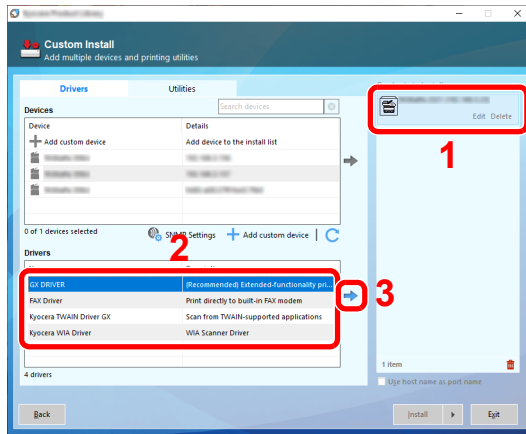 Custom Install
Add multiple devices and printing utilities
Drivers Utilities
Devices Search devices
Device Details
Add custom device Add device to the install list
Edit Delete
1
0 of 1 devices selected SNMP Settings Add custom device
2
Drivers
GX DRIVER (Recommended) Extended-functionality pri...
FAX Driver Print directly to built-in FAX modem
3
Kyocera TWAIN Driver GX Scan from TWAIN-supported applications
Kyocera WIA Driver WIA Scanner Driver
1 item
4 drivers
Use host name as port name
Back Install Exit